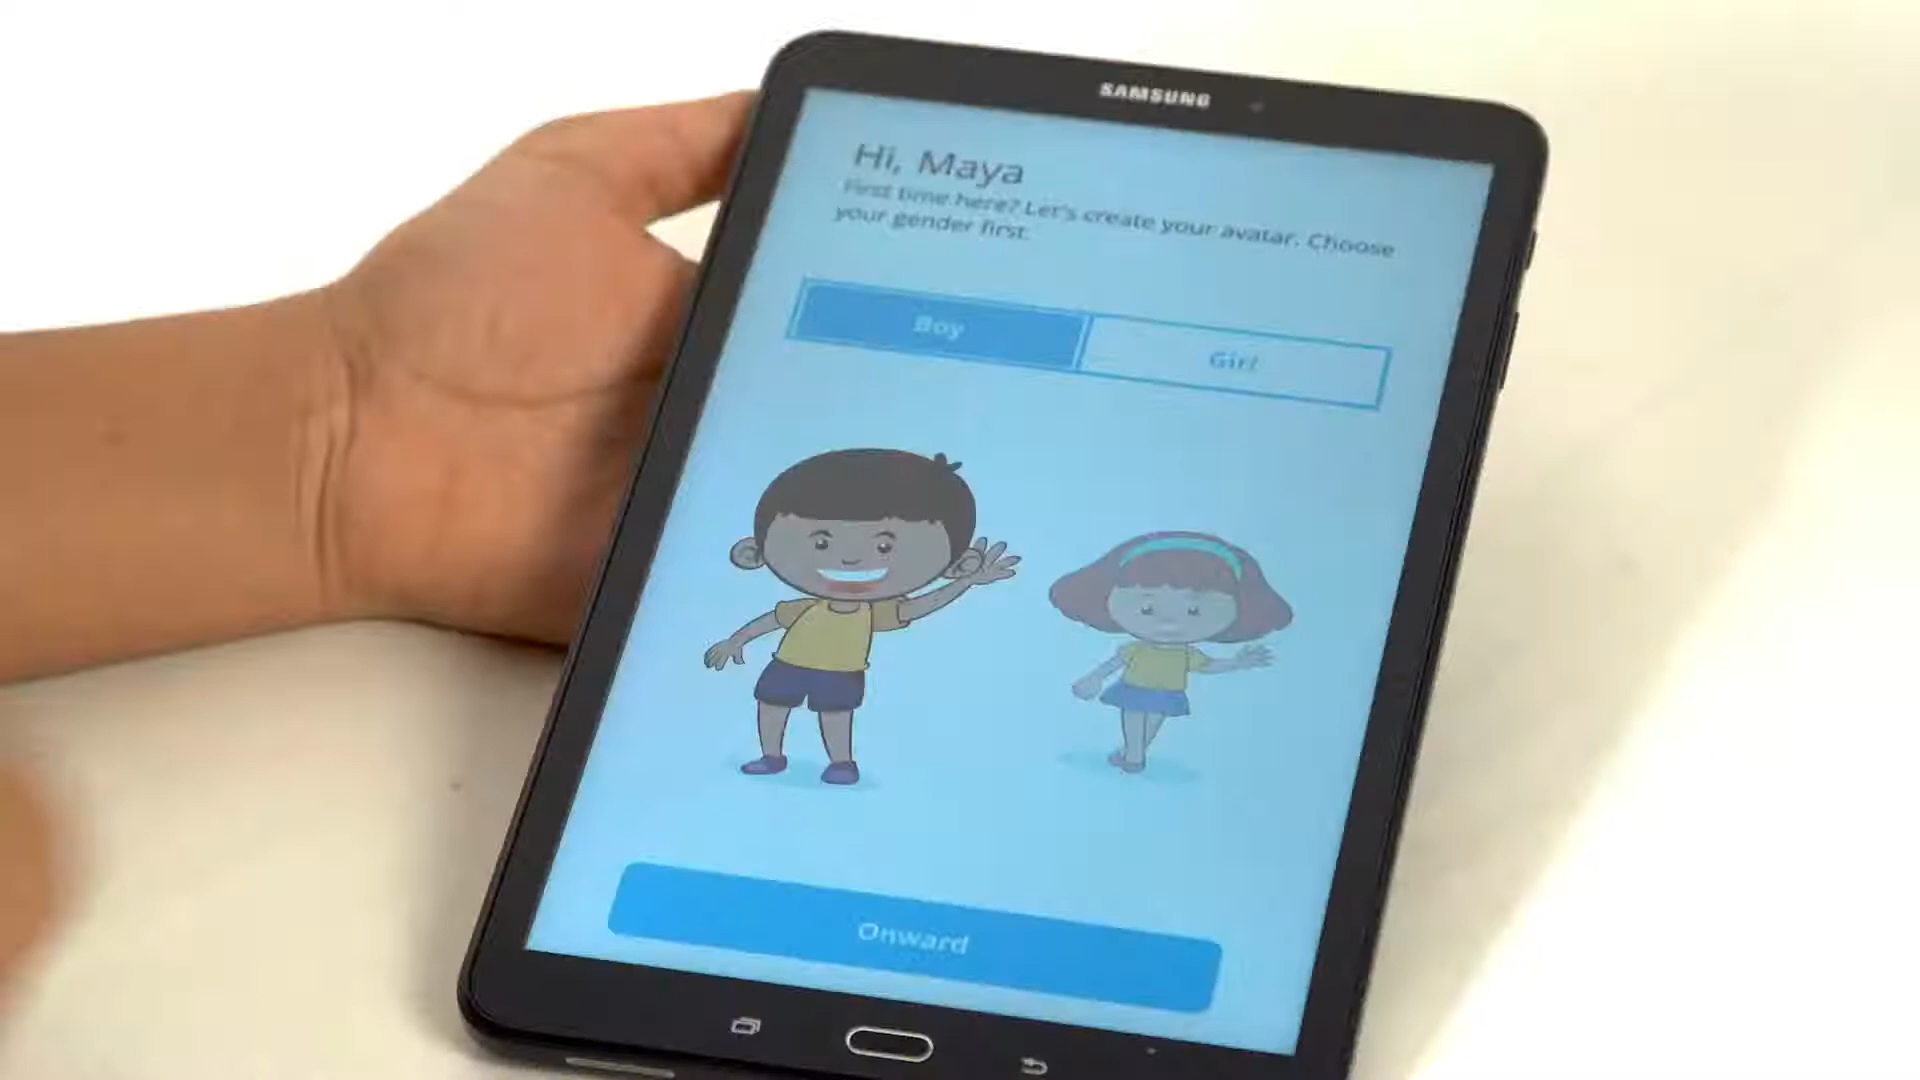 SAMSUNG
Hi, Maya
First time here? Let's create your avatar. Choose
your gender first.
Boy
Girl
Onward